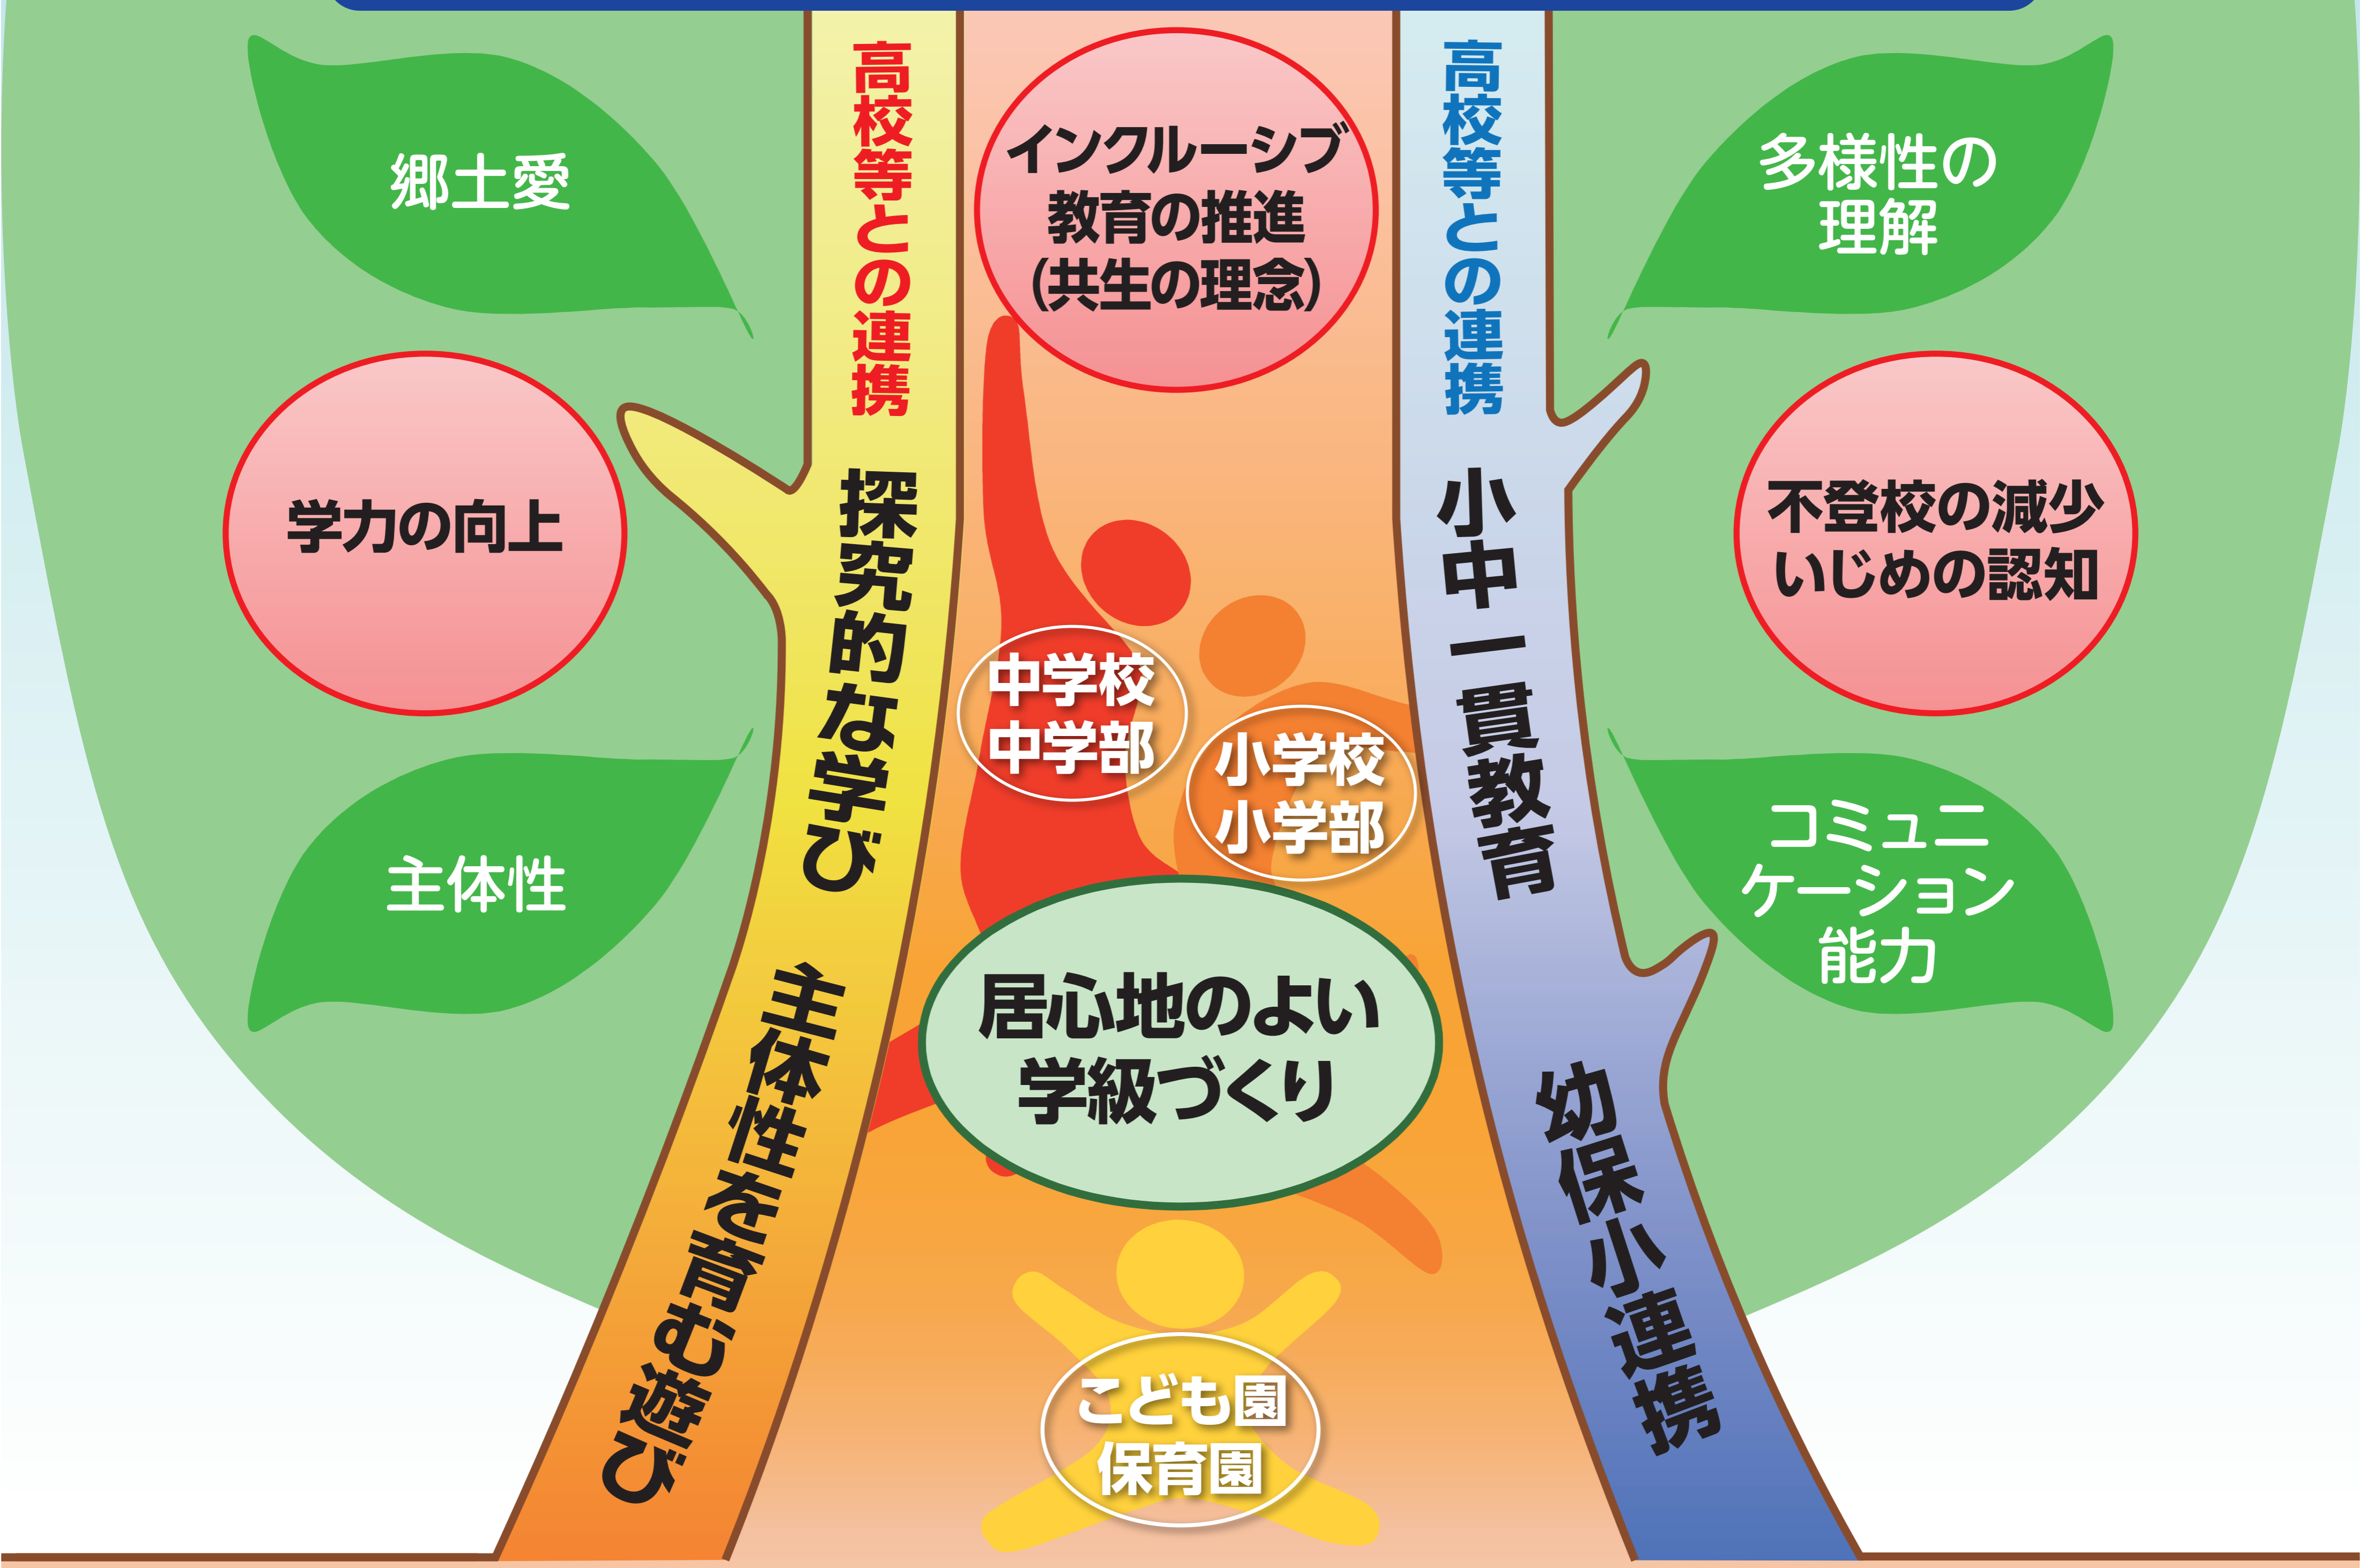 郷土愛
学力の向上
主体性
高校等との連携
探究的な学び
主体性を育む遊び
インクルーシブ
教育の推進
(共生の理念)
中学校
中学部
小学校
小学部
居心地のよい
学級づくり
こども園
保育園
高校等との連携
小中一貫教育
幼保小連携
多様性の
理解
不登校の減少
いじめの認知
コミュニ
ケーション
能力